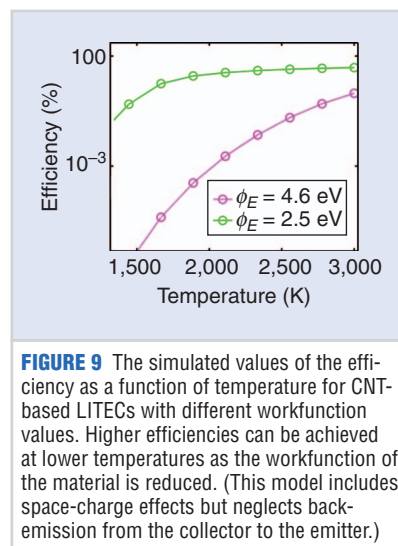 100
10⁻³
Efficiency (%)
ϕE = 4.6 eV
ϕE = 2.5 eV
1,500 2,000 2,500 3,000
Temperature (K)
FIGURE 9 The simulated values of the effi-
ciency as a function of temperature for CNT-
based LITECs with different workfunction
values. Higher efficiencies can be achieved
at lower temperatures as the workfunction of
the material is reduced. (This model includes
space-charge effects but neglects back-
emission from the collector to the emitter.)